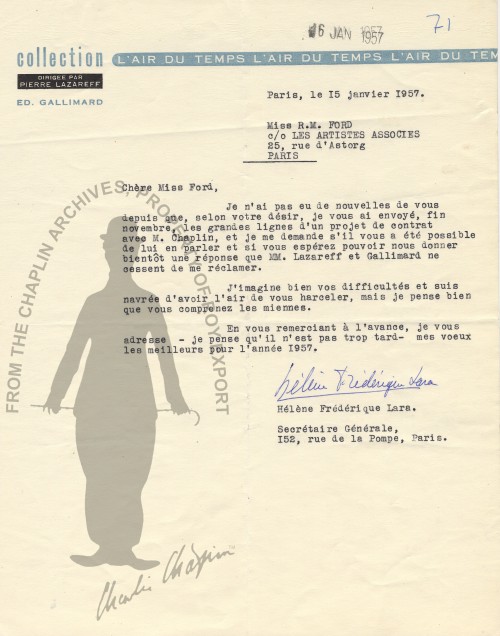 16 JAN 1957
1957
71
collection
L'AIR DU TEMPS L'AIR DU TEMPS L'AIR DU TEM
DIRIGEE PAR
PIERRE LAZAREFF
ED. GALLIMARD
Paris, le 15 janvier 1957.
Miss R.M. FORD
c/o LES ARTISTES ASSOCIES
25, rue d'Astorg
PARIS
Chère Miss Ford,
Je n'ai pas eu de nouvelles de vous
depuis que, selon votre désir, je vous ai envoyé, fin
novembre, les grandes lignes d'un projet de contrat
avec M. Chaplin, et je me demande s'il vous a été possible
de lui en parler et si vous espérez pouvoir nous donner
bientôt une réponse que MM. Lazareff et Gallimard ne
cessent de me réclamer.
J'imagine bien vos difficultés et suis
navrée d'avoir l'air de vous harceler, mais je pense bien
que vous comprenez les miennes.
En vous remerciant à l'avance, je vous
adresse - je pense qu'il n'est pas trop tard- mes voeux
les meilleurs pour l'année 1957.
Hélène Frédérique Lara
Hélène Frédérique Lara.
Secrétaire Générale,
I52, rue de la Pompe, Paris.
FROM THE CHAPLIN ARCHIVES, PROPERTY OF ROY EXPORT
Charlie Chaplin